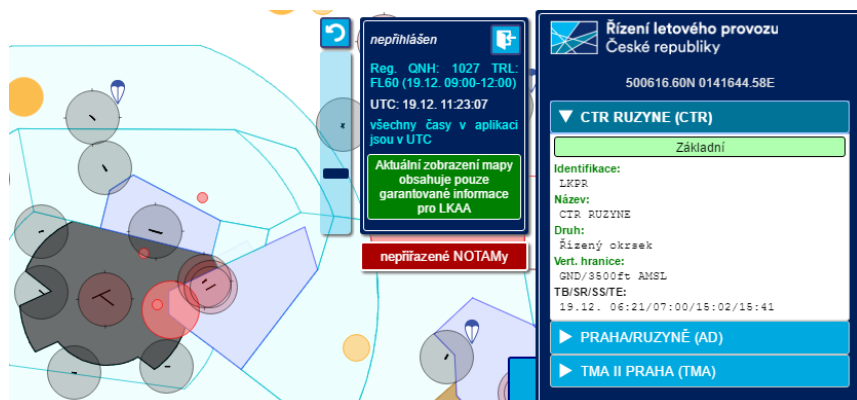 nepřihlášen
Reg. QNH: 1027 TRL:
FL60 (19.12. 09:00-12:00)
UTC: 19.12. 11:23:07
všechny časy v aplikaci
jsou v UTC
Aktuální zobrazení mapy
obsahuje pouze
garantované informace
pro LKAA
nepřiřazené NOTAMy
Řízení letového provozu
České republiky
500616.60N 0141644.58E
CTR RUZYNE (CTR)
Základní
Identifikace:
LKPR
Název:
CTR RUZYNE
Druh:
Řízený okrsek
Vert. hranice:
GND/3500ft AMSL
TB/SR/SS/TE:
19.12. 06:21/07:00/15:02/15:41
PRAHA/RUZYNĚ (AD)
TMA II PRAHA (TMA)